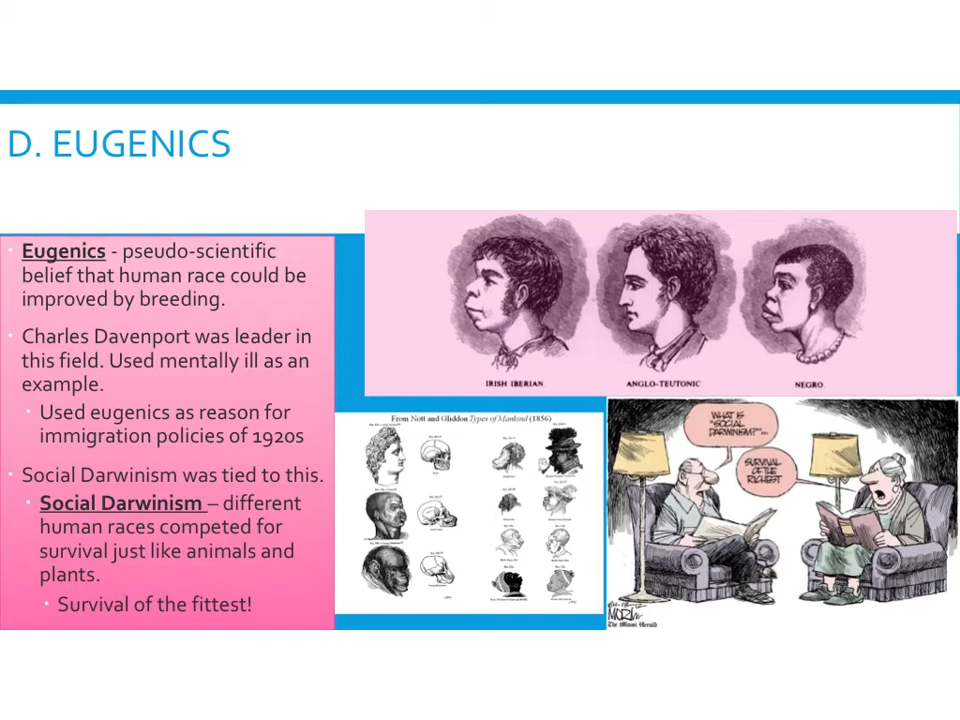 D. EUGENICS
Eugenics - pseudo-scientific
belief that human race could be
improved by breeding.
Charles Davenport was leader in
this field. Used mentally ill as an
example.
Used eugenics as reason for
immigration policies of 1920s
Social Darwinism was tied to this.
Social Darwinism – different
human races competed for
survival just like animals and
plants.
Survival of the fittest!
IRISH IBERIAN
ANGLO-TEUTONIC
NEGRO
From Nott and Gliddon Types of Mankind (1856)
WHAT IS
"SOCIAL
DARWINISM?"...
SURVIVAL
OF THE
RICHEST
MORIN
The Miami Herald